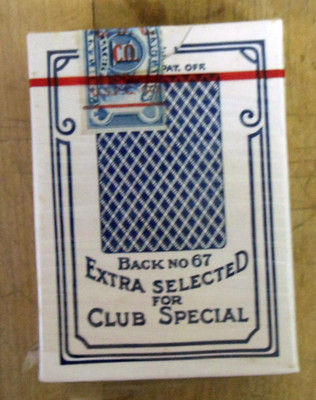 PAT. OFF.
BACK NO 67
EXTRA SELECTED
FOR
CLUB SPECIAL